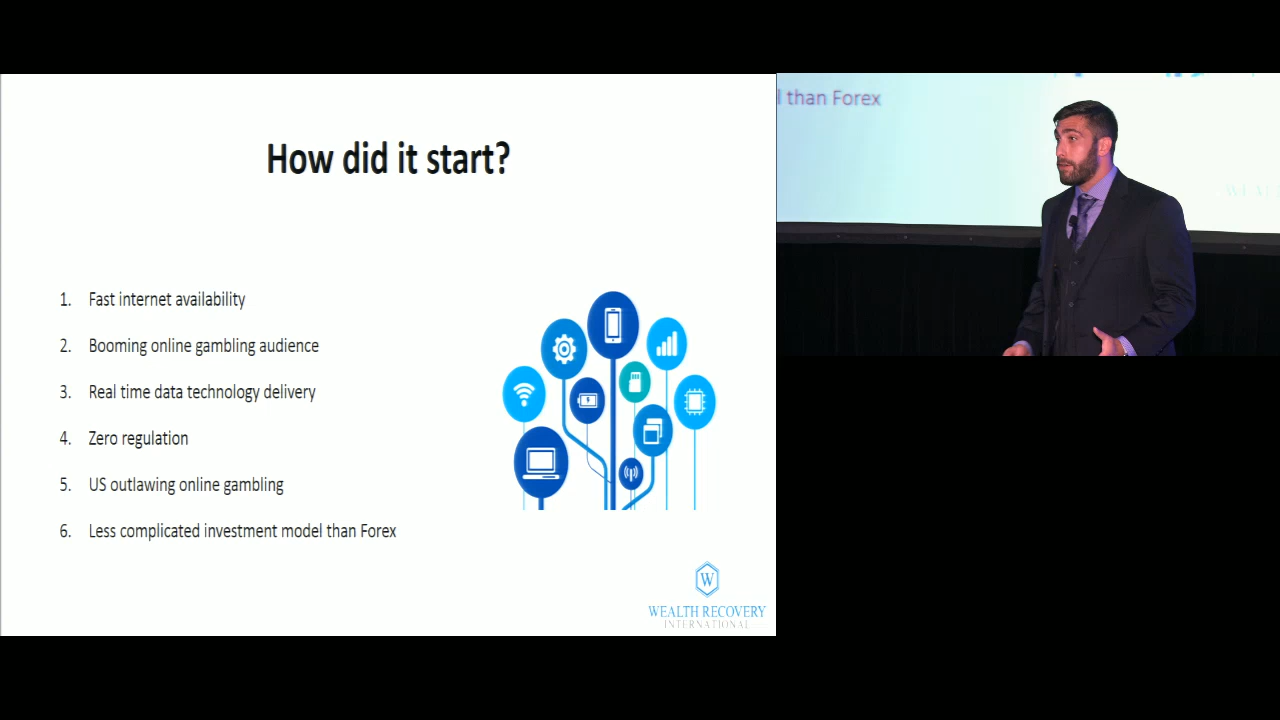 How did it start?
1. Fast internet availability
2. Booming online gambling audience
3. Real time data technology delivery
4. Zero regulation
5. US outlawing online gambling
6. Less complicated investment model than Forex
W
WEALTH RECOVERY
INTERNATIONAL
than Forex